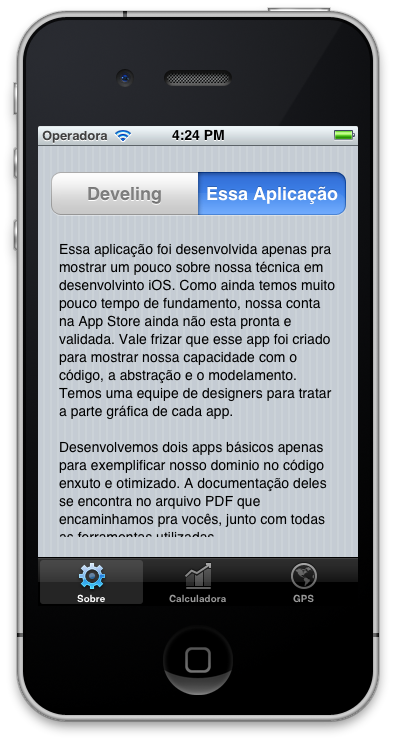 Operadora 4:24 PM
Develing Essa Aplicação
Essa aplicação foi desenvolvida apenas pra
mostrar um pouco sobre nossa técnica em
desenvolvinto iOS. Como ainda temos muito
pouco tempo de fundamento, nossa conta
na App Store ainda não esta pronta e
validada. Vale frizar que esse app foi criado
para mostrar nossa capacidade com o
código, a abstração e o modelamento.
Temos uma equipe de designers para tratar
a parte gráfica de cada app.
Desenvolvemos dois apps básicos apenas
para exemplificar nosso dominio no código
enxuto e otimizado. A documentação deles
se encontra no arquivo PDF que
encaminhamos pra vocês, junto com todas
as ferramentas utilizadas
Sobre Calculadora GPS